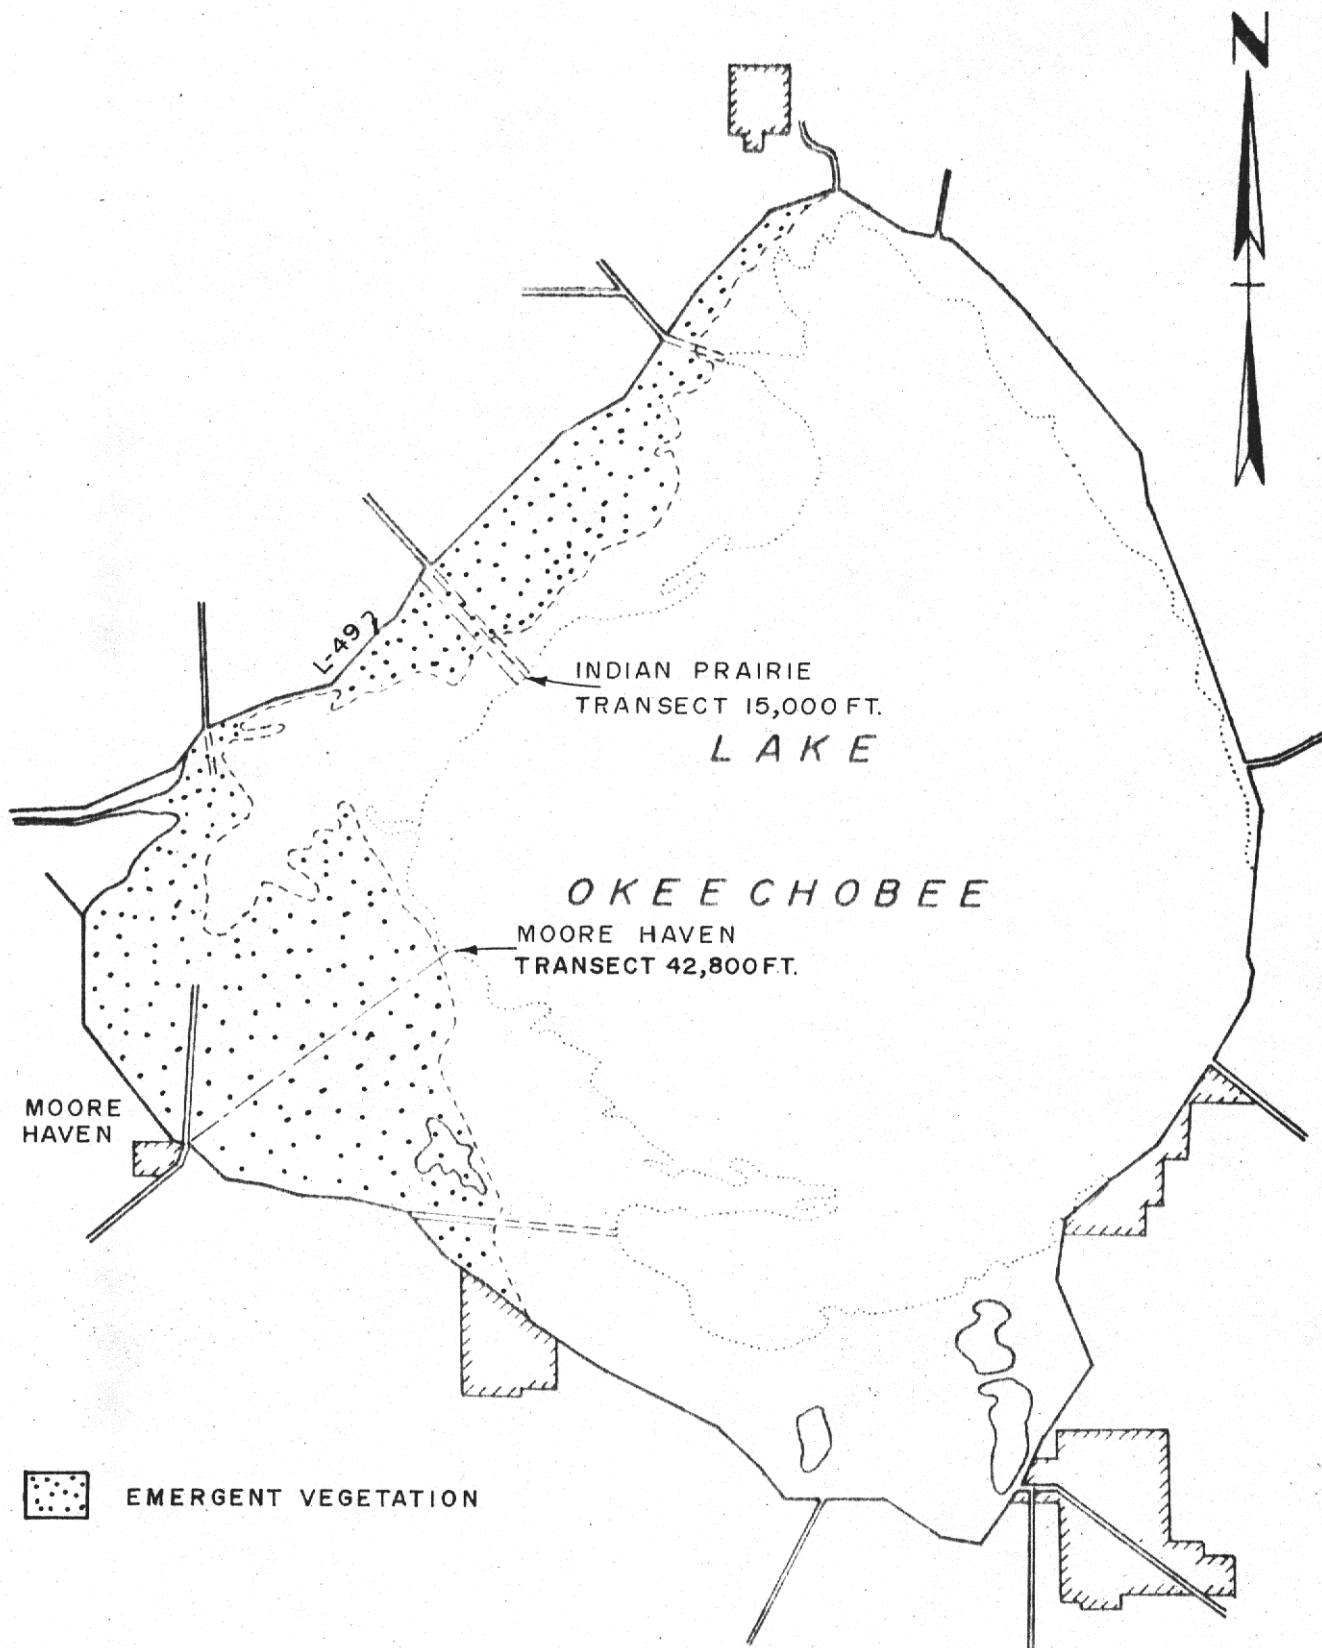 N
L-49
INDIAN PRAIRIE
TRANSECT 15,000 FT.
LAKE
OKEECHOBEE
MOORE HAVEN
TRANSECT 42,800 FT.
MOORE
HAVEN
EMERGENT VEGETATION